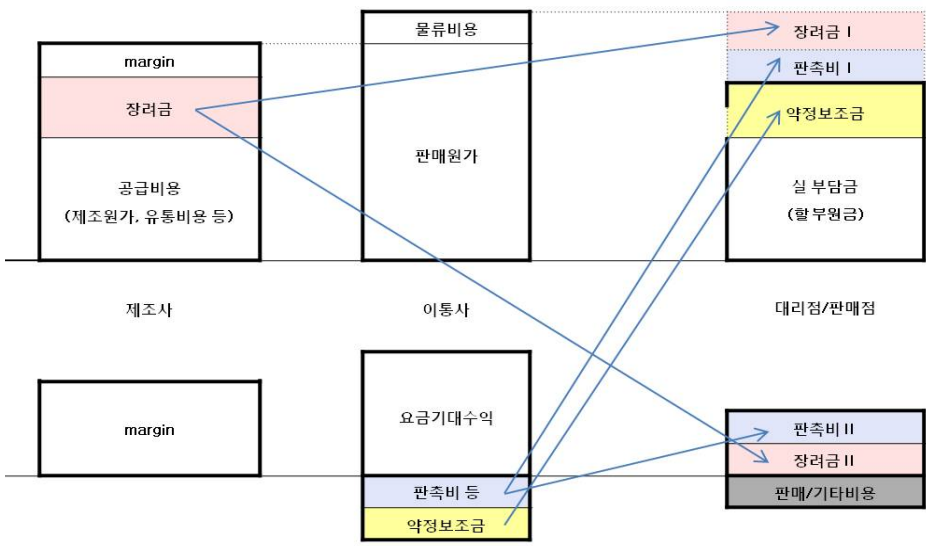 물류비용
장려금 I
margin
판촉비 I
장려금
약정보조금
판매원가
공급비용
(제조원가, 유통비용 등)
실 부담금
(할부원금)
제조사
이통사
대리점/판매점
요금기대수익
margin
판촉비 II
장려금 II
판촉비 등
판매/기타비용
약정보조금